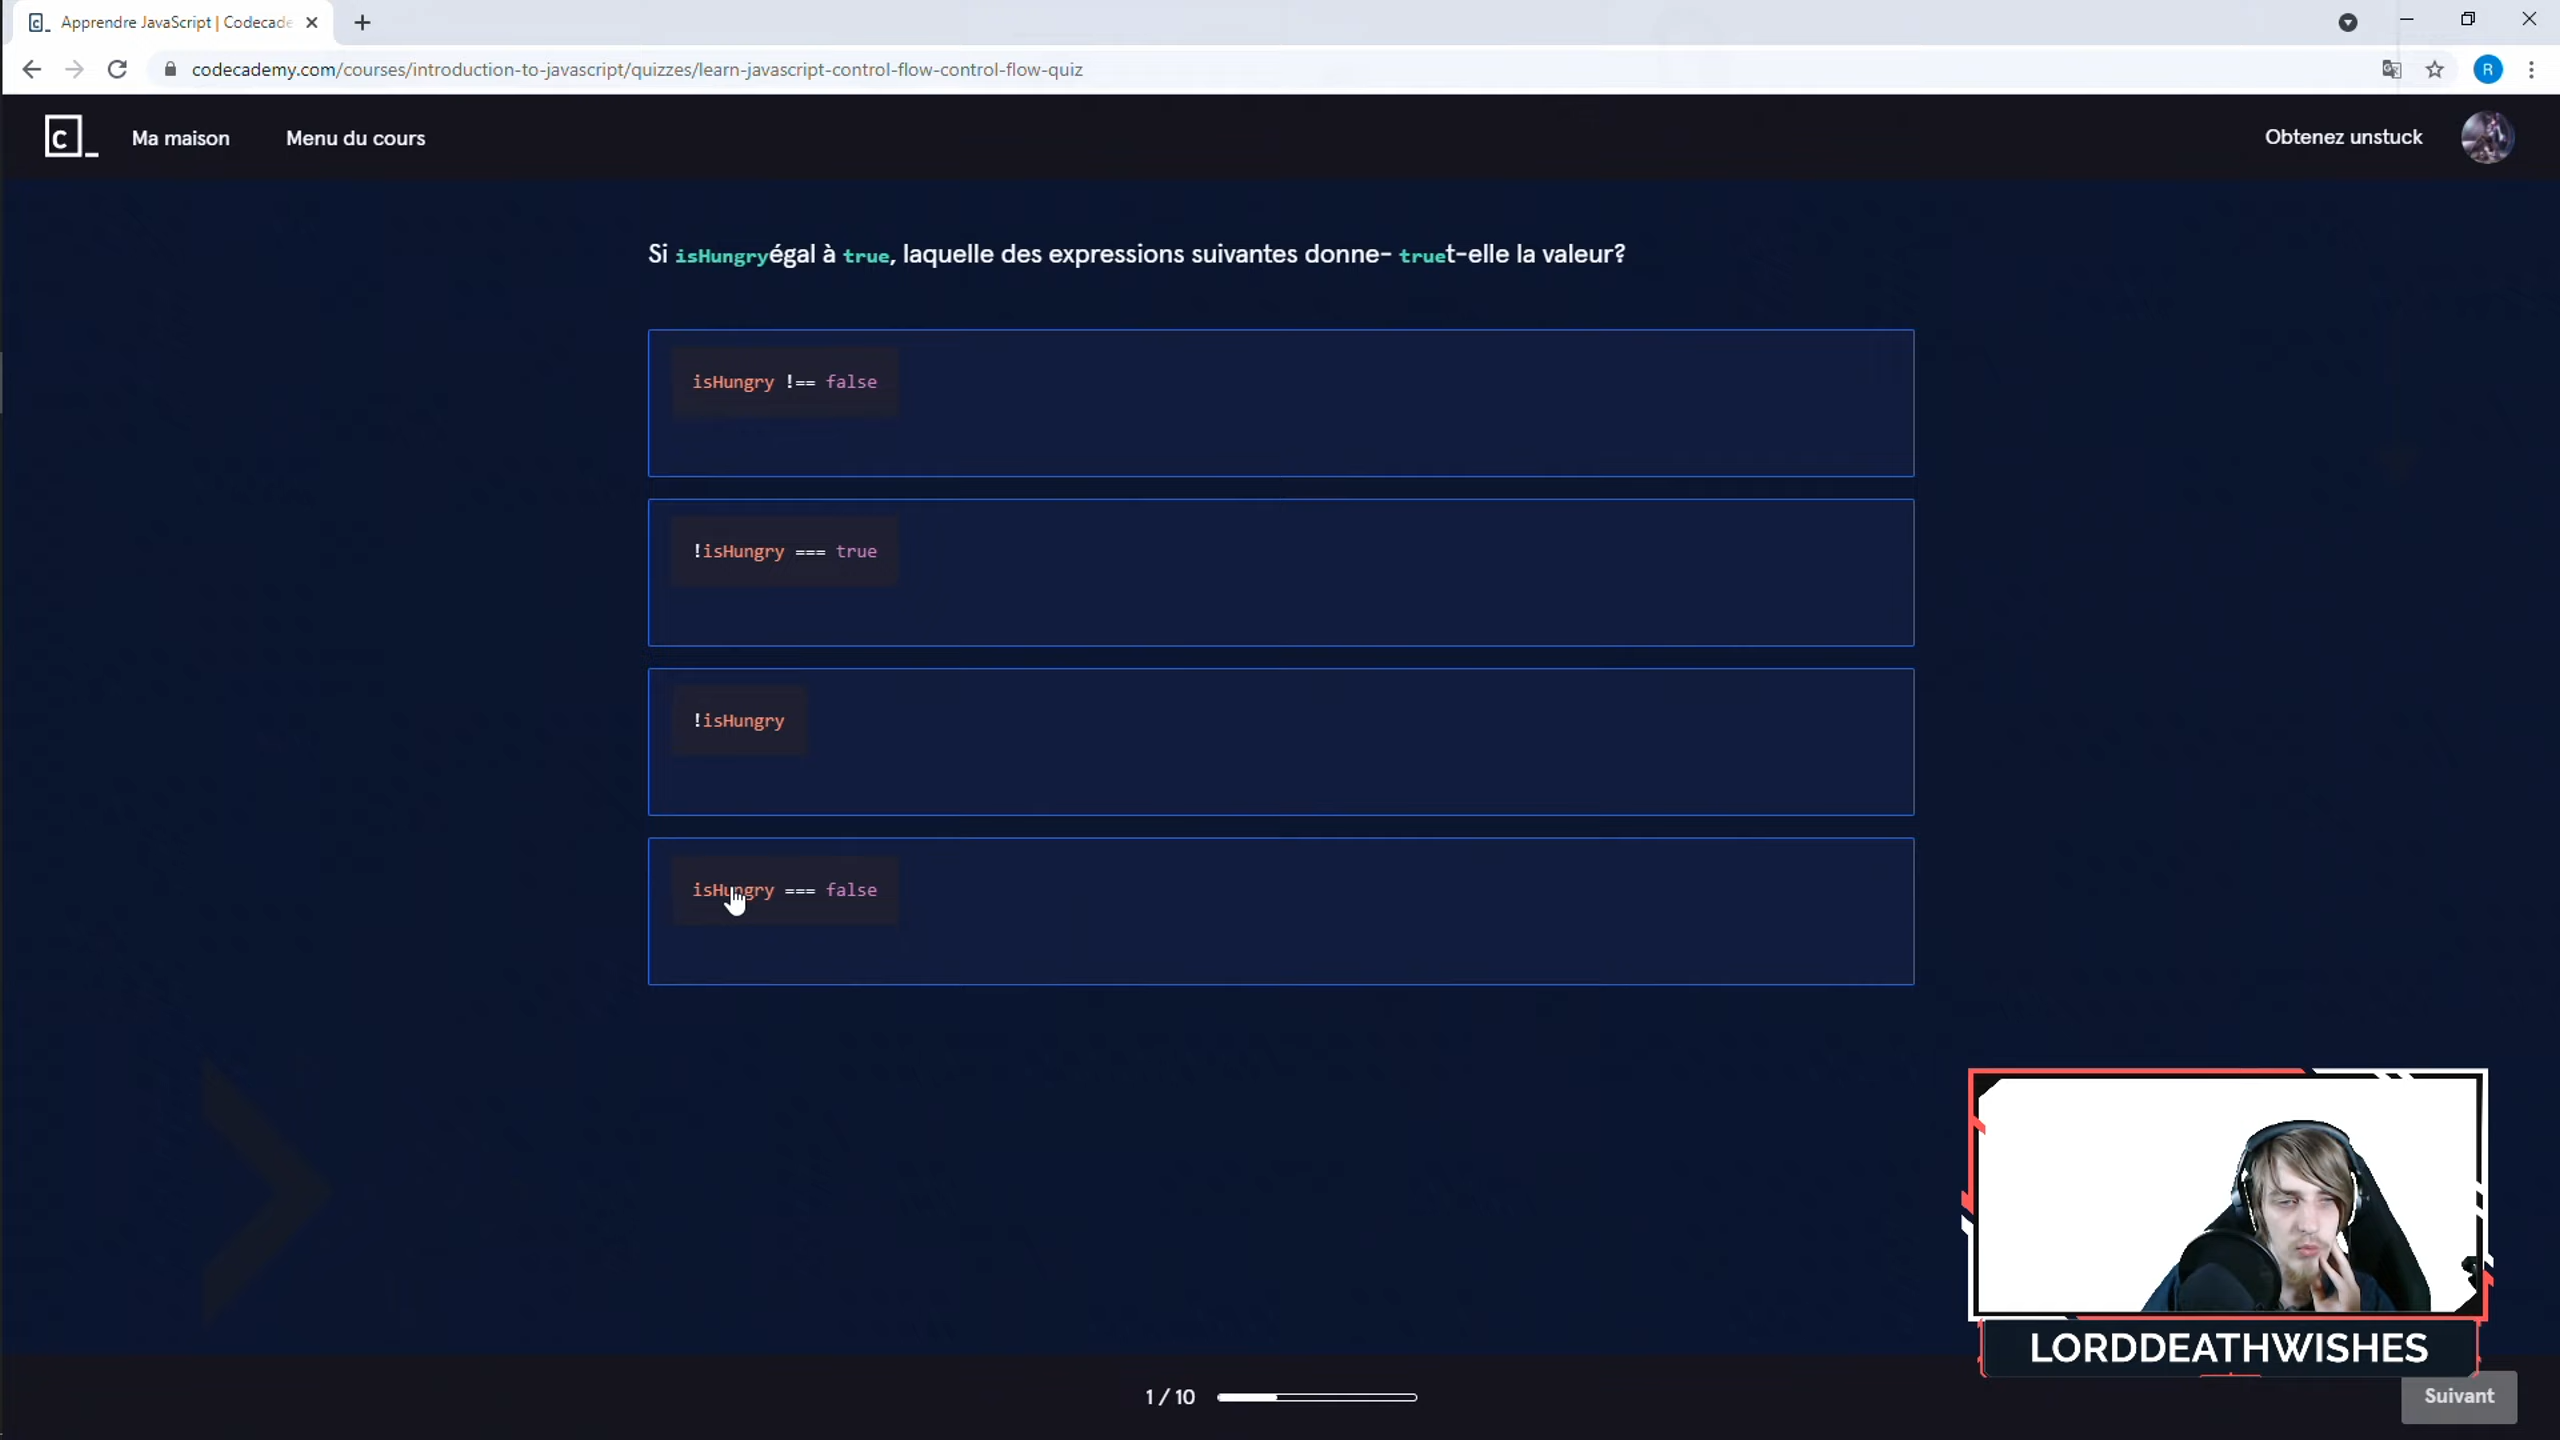 Apprendre JavaScript | Codecade
codecademy.com/courses/introduction-to-javascript/quizzes/learn-javascript-control-flow-control-flow-quiz
R
c_ Ma maison Menu du cours Obtenez unstuck
Si isHungryégal à true, laquelle des expressions suivantes donne- truet-elle la valeur?
isHungry !== false
!isHungry === true
!isHungry
isHungry === false
LORDDEATHWISHES
1 / 10
Suivant